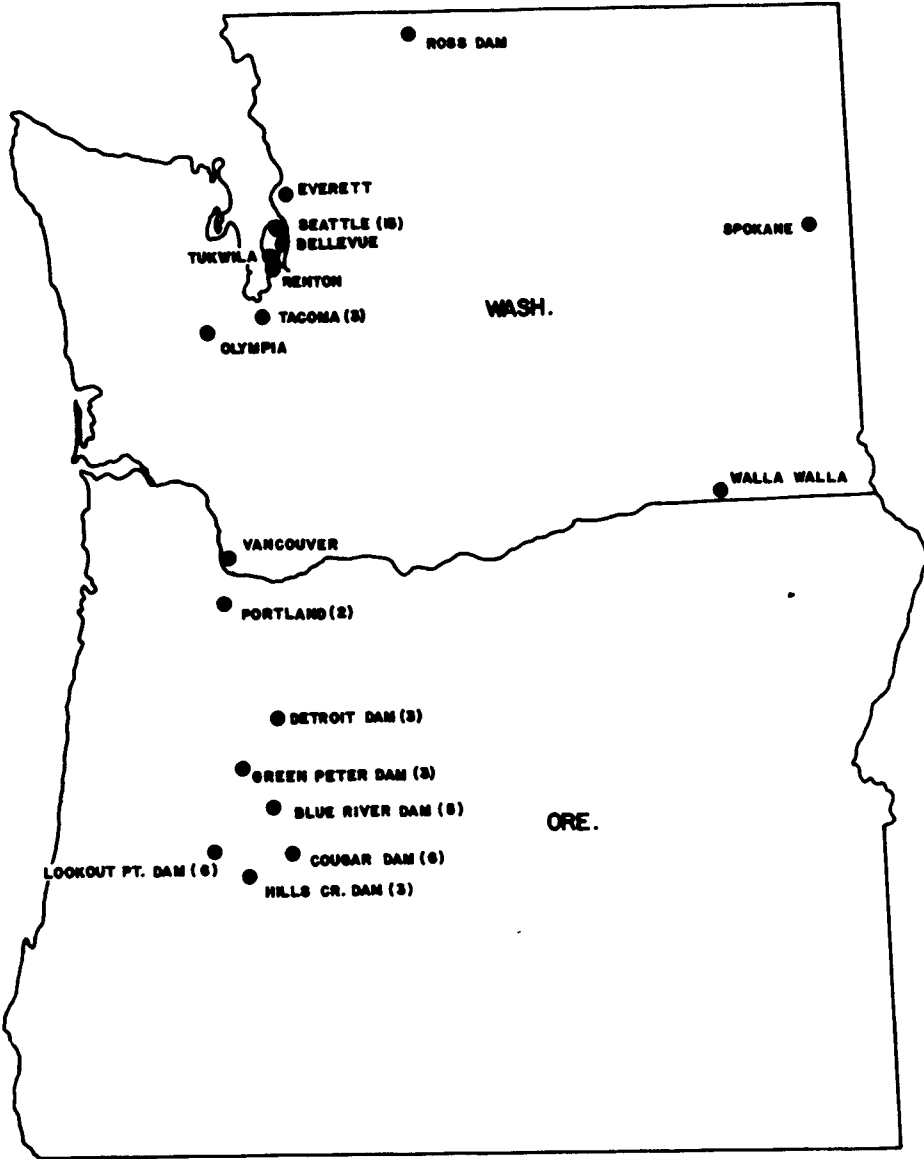 ROSS DAM
EVERETT
SEATTLE (15)
BELLEVUE
SPOKANE
TUKWILA
RENTON
WASH.
TACOMA (3)
OLYMPIA
WALLA WALLA
VANCOUVER
PORTLAND (2)
DETROIT DAM (3)
GREEN PETER DAM (3)
BLUE RIVER DAM (5)
ORE.
COUGAR DAM (6)
LOOKOUT PT. DAM (6)
HILLS CR. DAM (3)